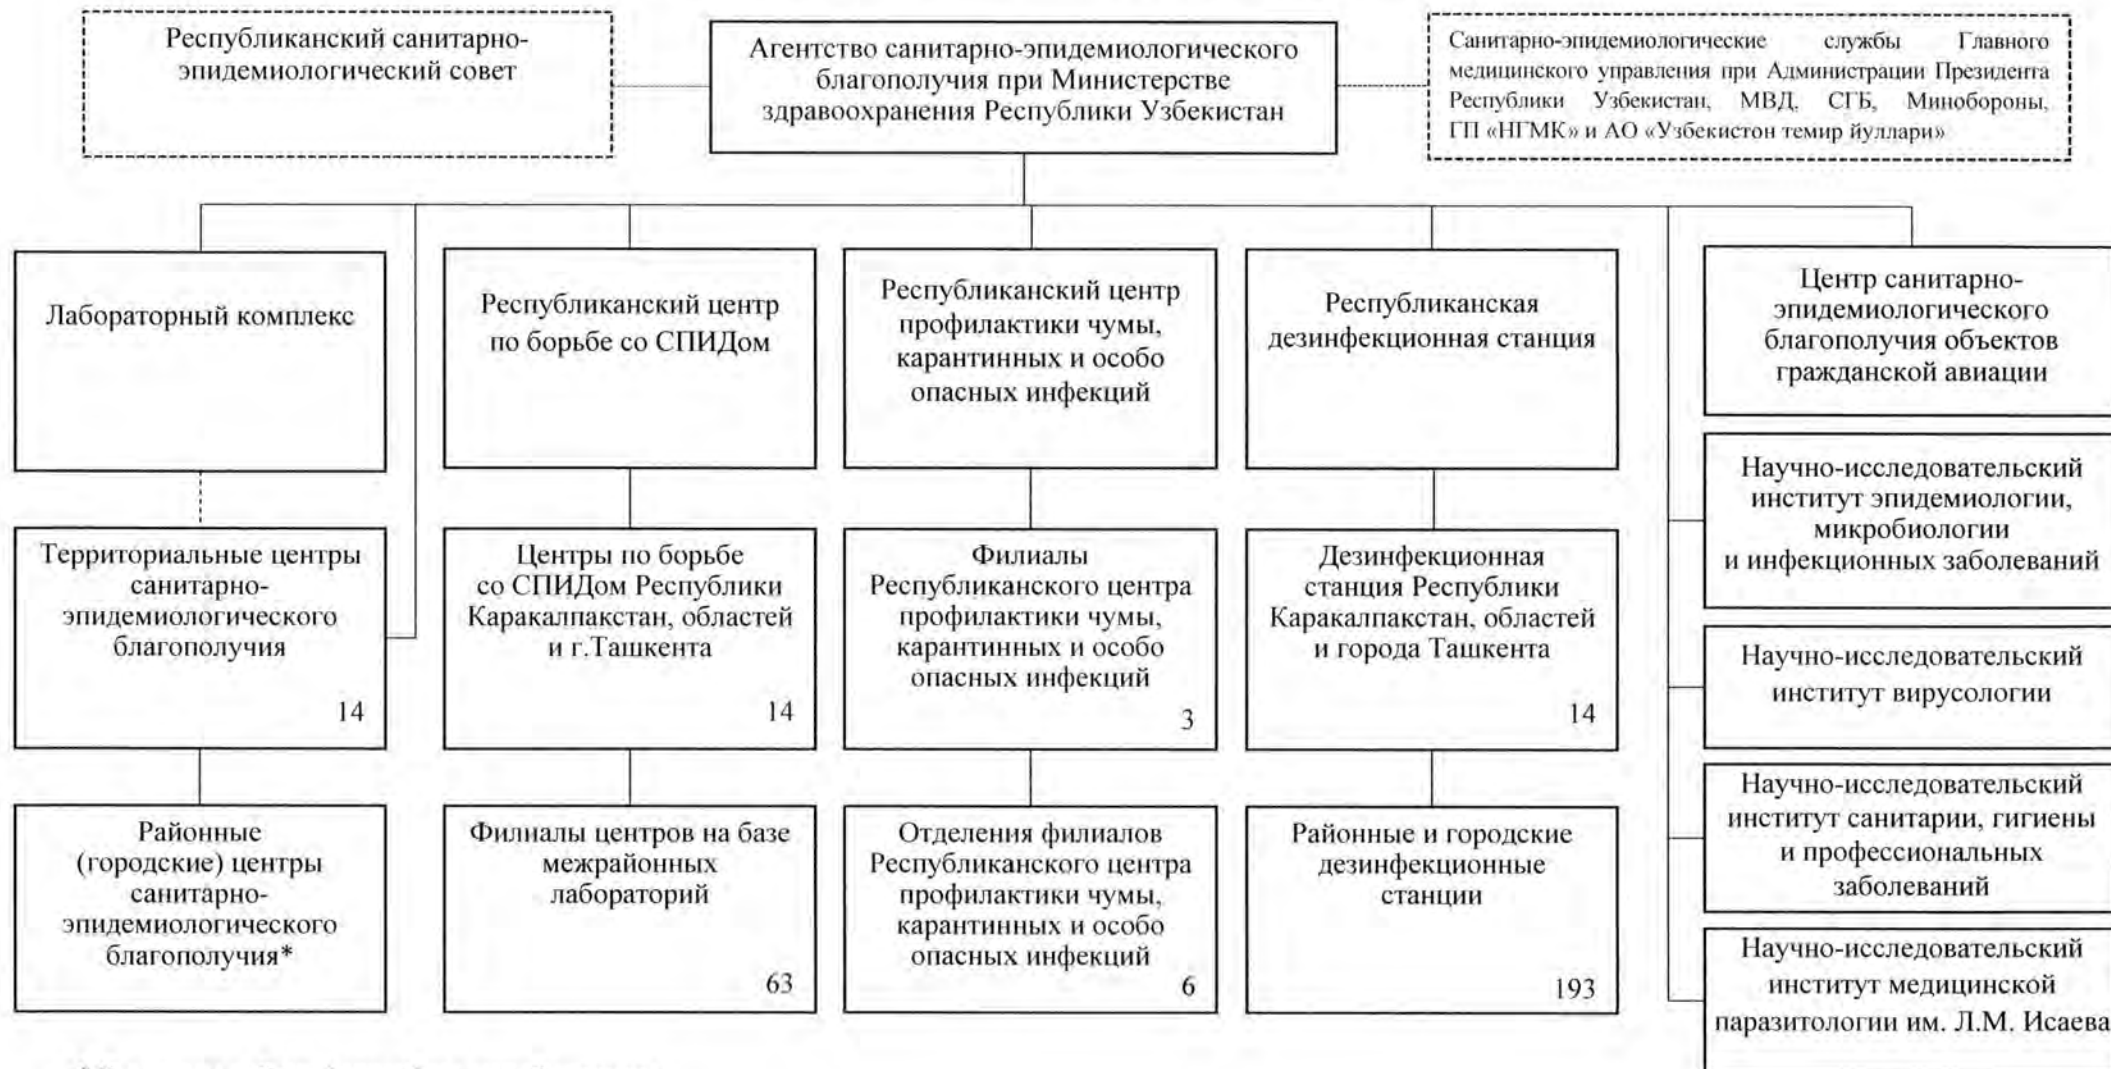 Республиканский санитарно-
эпидемиологический совет
Агентство санитарно-эпидемиологического
благополучия при Министерстве
здравоохранения Республики Узбекистан
Санитарно-эпидемиологические службы Главного
медицинского управления при Администрации Президента
Республики Узбекистан, МВД, СГБ, Минобороны,
ГП «НГМК» и АО «Узбекистон темир йуллари»
Лабораторный комплекс
Республиканский центр
по борьбе со СПИДом
Республиканский центр
профилактики чумы,
карантинных и особо
опасных инфекций
Республиканская
дезинфекционная станция
Центр санитарно-
эпидемиологического
благополучия объектов
гражданской авиации
Территориальные центры
санитарно-
эпидемиологического
благополучия
14
Центры по борьбе
со СПИДом Республики
Каракалпакстан, областей
и г.Ташкента
14
Филиалы
Республиканского центра
профилактики чумы,
карантинных и особо
опасных инфекций
3
Дезинфекционная
станция Республики
Каракалпакстан, областей
и города Ташкента
14
Научно-исследовательский
институт эпидемиологии,
микробиологии
и инфекционных заболеваний
Научно-исследовательский
институт вирусологии
Районные
(городские) центры
санитарно-
эпидемиологического
благополучия*
Филиалы центров на базе
межрайонных
лабораторий
63
Отделения филиалов
Республиканского центра
профилактики чумы,
карантинных и особо
опасных инфекций
6
Районные и городские
дезинфекционные
станции
193
Научно-исследовательский
институт санитарии, гигиены
и профессиональных
заболеваний
Научно-исследовательский
институт медицинской
паразитологии им. Л.М. Исаева